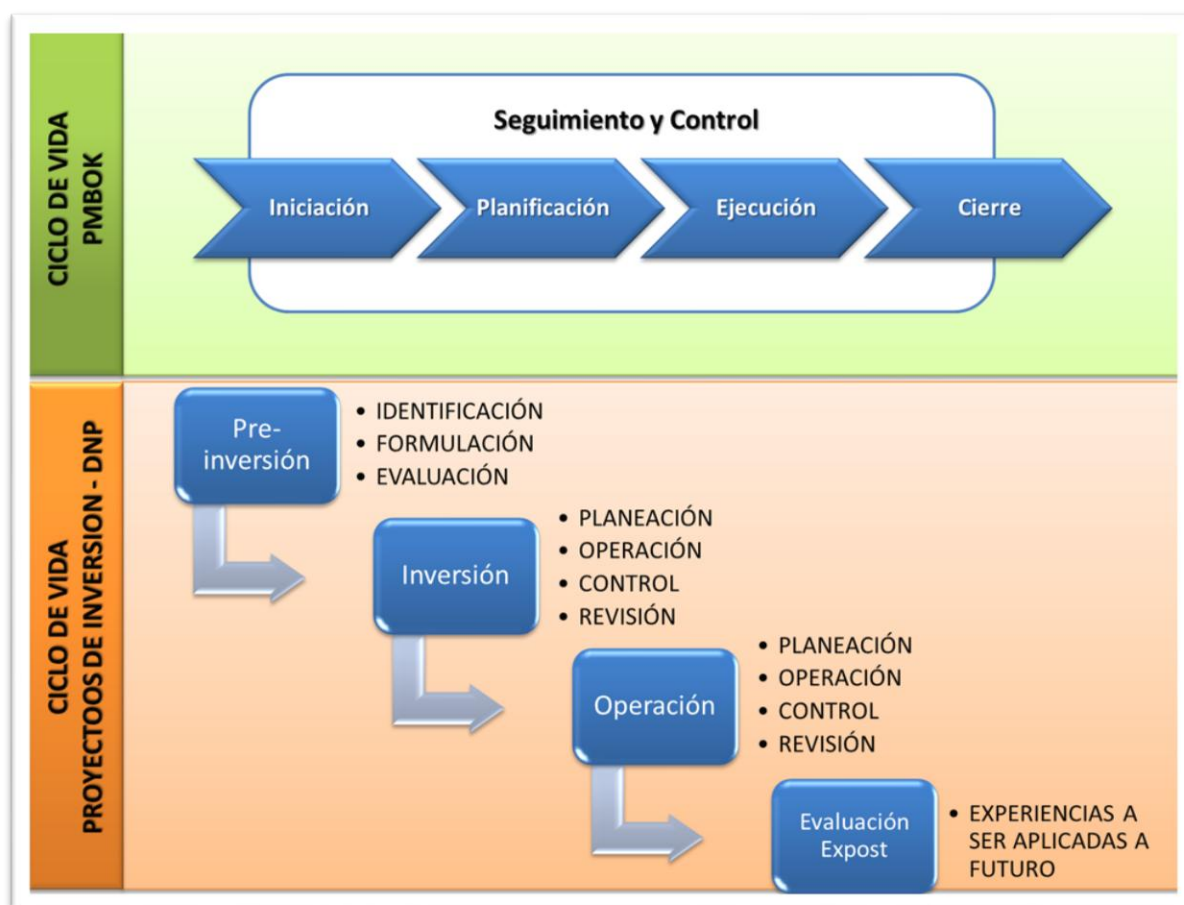 CICLO DE VIDA
PMBOK
Seguimiento y Control
Iniciación
Planificación
Ejecución
Cierre
CICLO DE VIDA
PROYECTOOS DE INVERSION - DNP
Pre-
inversión
• IDENTIFICACIÓN
• FORMULACIÓN
• EVALUACIÓN
Inversión
• PLANEACIÓN
• OPERACIÓN
• CONTROL
• REVISIÓN
Operación
• PLANEACIÓN
• OPERACIÓN
• CONTROL
• REVISIÓN
Evaluación
Expost
• EXPERIENCIAS A
SER APLICADAS A
FUTURO